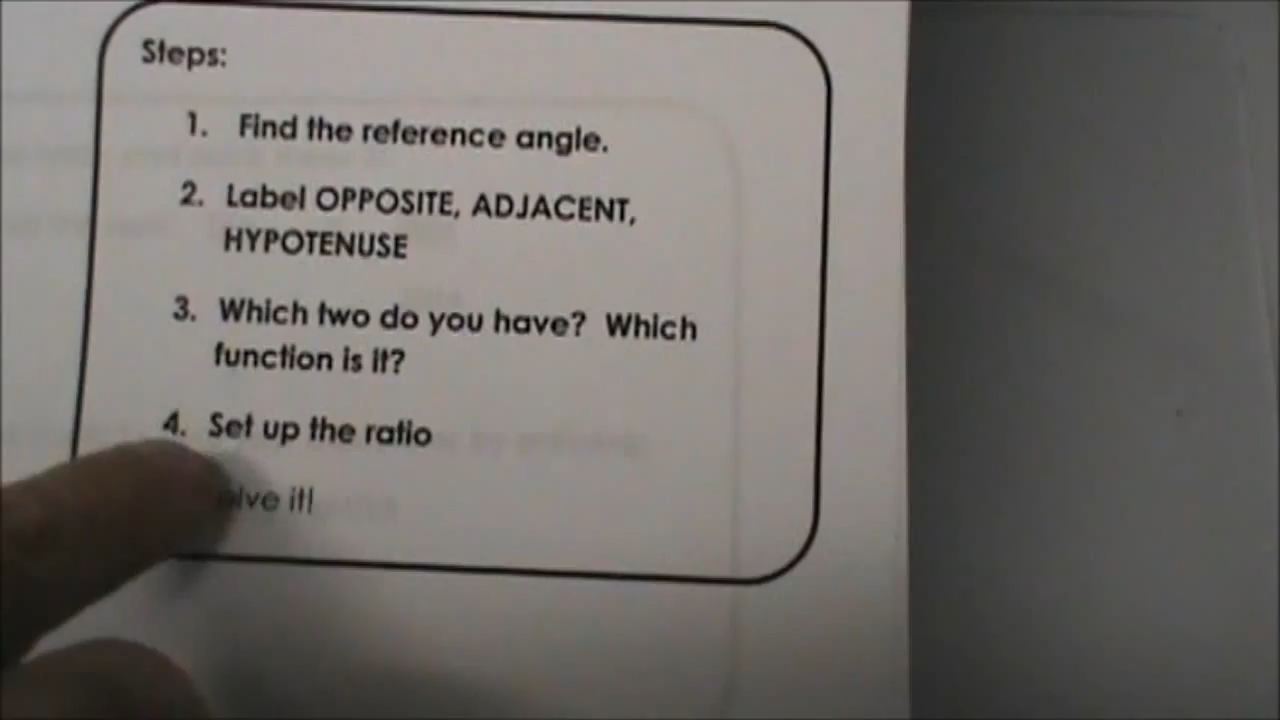 Steps:
1. Find the reference angle.
2. Label OPPOSITE, ADJACENT,
HYPOTENUSE
3. Which two do you have? Which
function is it?
4. Set up the ratio
it!